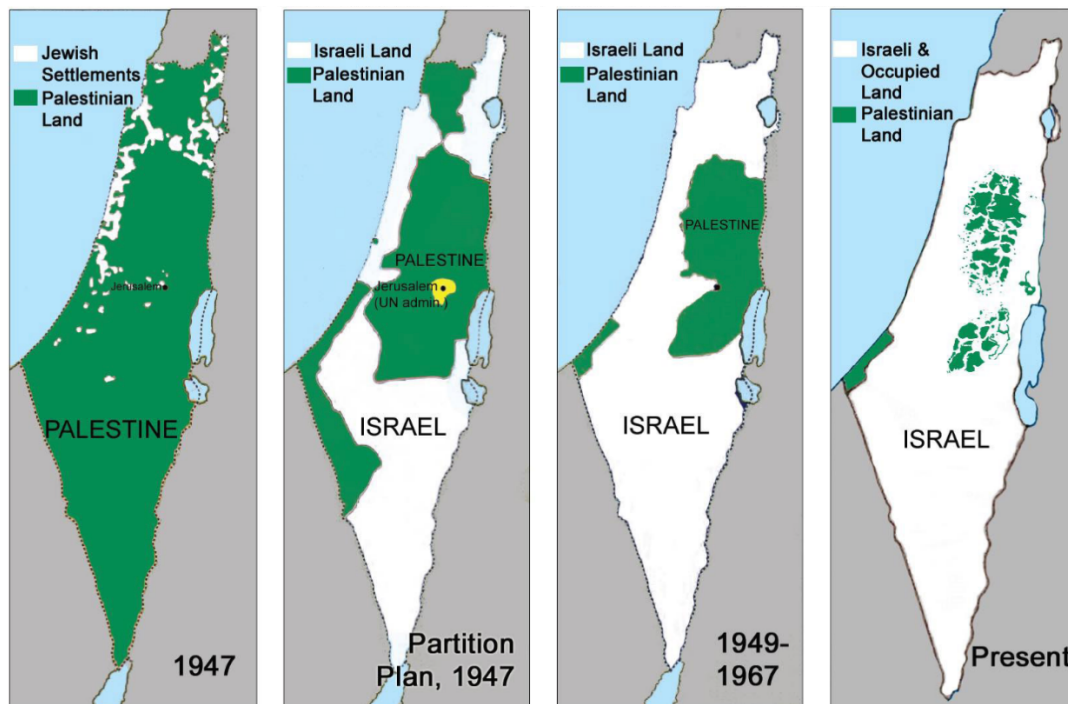 Jewish
Settlements
Palestinian
Land
Jerusalem
PALESTINE
1947
Israeli Land
Palestinian
Land
PALESTINE
Jerusalem
(UN admin.)
ISRAEL
Partition
Plan, 1947
Israeli Land
Palestinian
Land
PALESTINE
ISRAEL
1949-
1967
Israeli &
Occupied
Land
Palestinian
Land
ISRAEL
Present